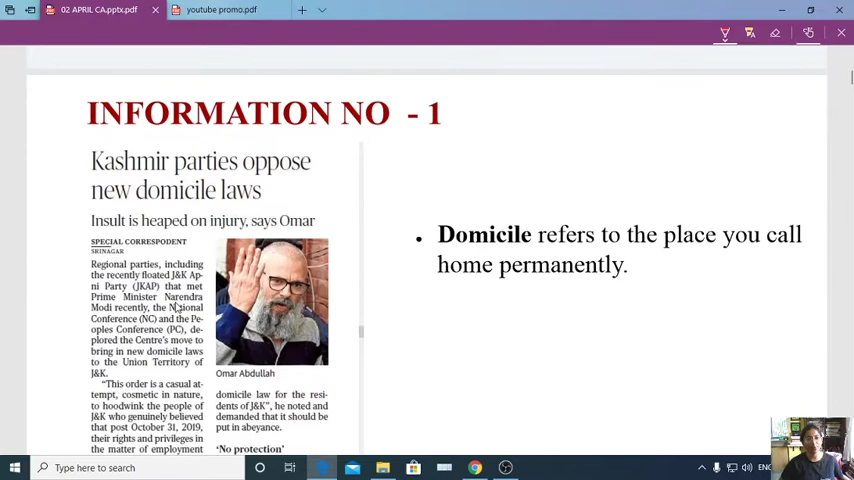 02 APRIL CA.pptx.pdf
youtube promo.pdf
INFORMATION NO - 1
Kashmir parties oppose
new domicile laws
Insult is heaped on injury, says Omar
SPECIAL CORRESPODENT
SRINAGAR
Regional parties, including
the recently floated J&K Ap-
ni Party (JKAP) that met
Prime Minister Narendra
Modi recently, the National
Conference (NC) and the Pe-
oples Conference (PC), de-
plored the Centre's move to
bring in new domicile laws
to the Union Territory of
J&K.
"This order is a casual at-
tempt, cosmetic in nature,
to hoodwink the people of
J&K who genuinely believed
that post October 31, 2019,
their rights and privileges in
the matter of employment
Omar Abdullah
domicile law for the resi-
dents of J&K", he noted and
demanded that it should be
put in abeyance.
'No protection'
• Domicile refers to the place you call
home permanently.
Type here to search
ENG